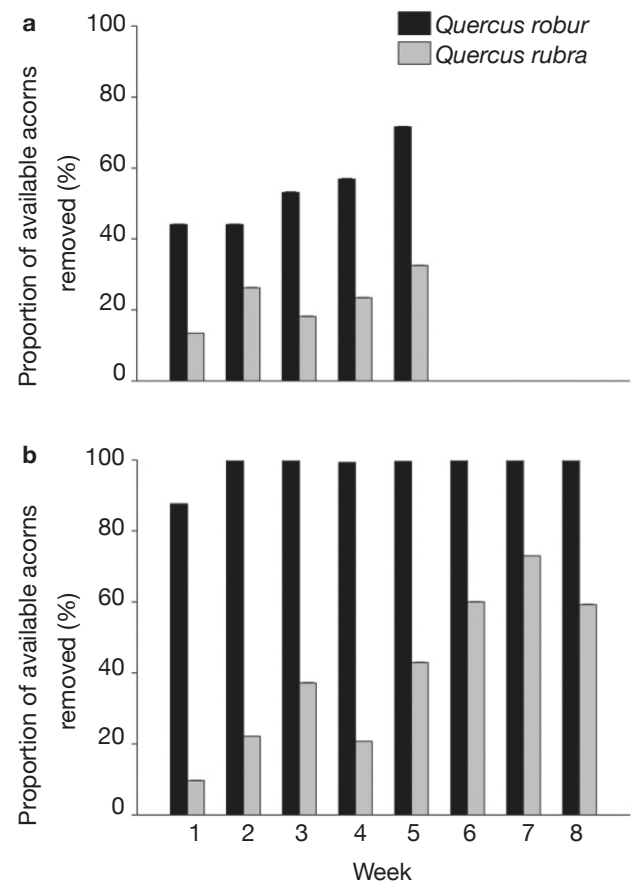 a
100
80
60
40
20
0
Proportion of available acorns
removed (%)
Quercus robur
Quercus rubra
b
100
80
60
40
20
0
Proportion of available acorns
removed (%)
1 2 3 4 5 6 7 8
Week